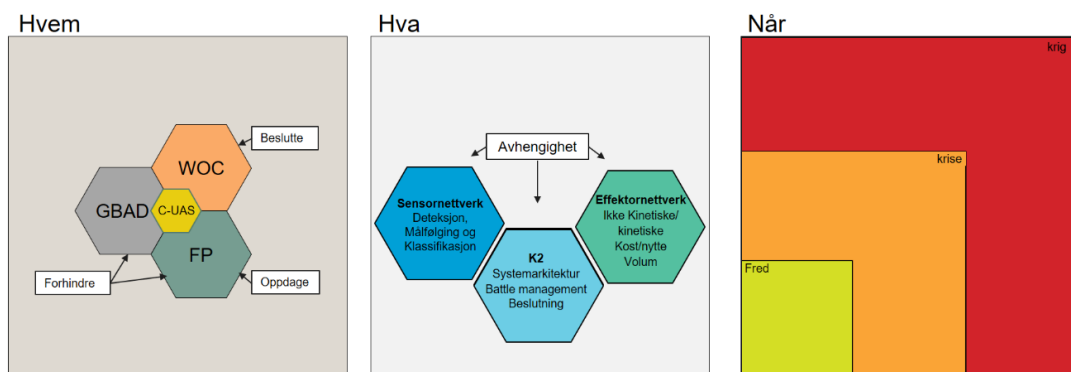 Hvem
WOC
Beslutte
GBAD
C-UAS
FP
Forhindre
Oppdage
Hva
Avhengighet
Sensornettverk
Deteksjon,
Målfølging og
Klassifikasjon
K2
Systemarkitektur
Battle management
Beslutning
Effektornettverk
Ikke Kinetiske/
kinetiske
Kost/nytte
Volum
Når
krig
krise
Fred